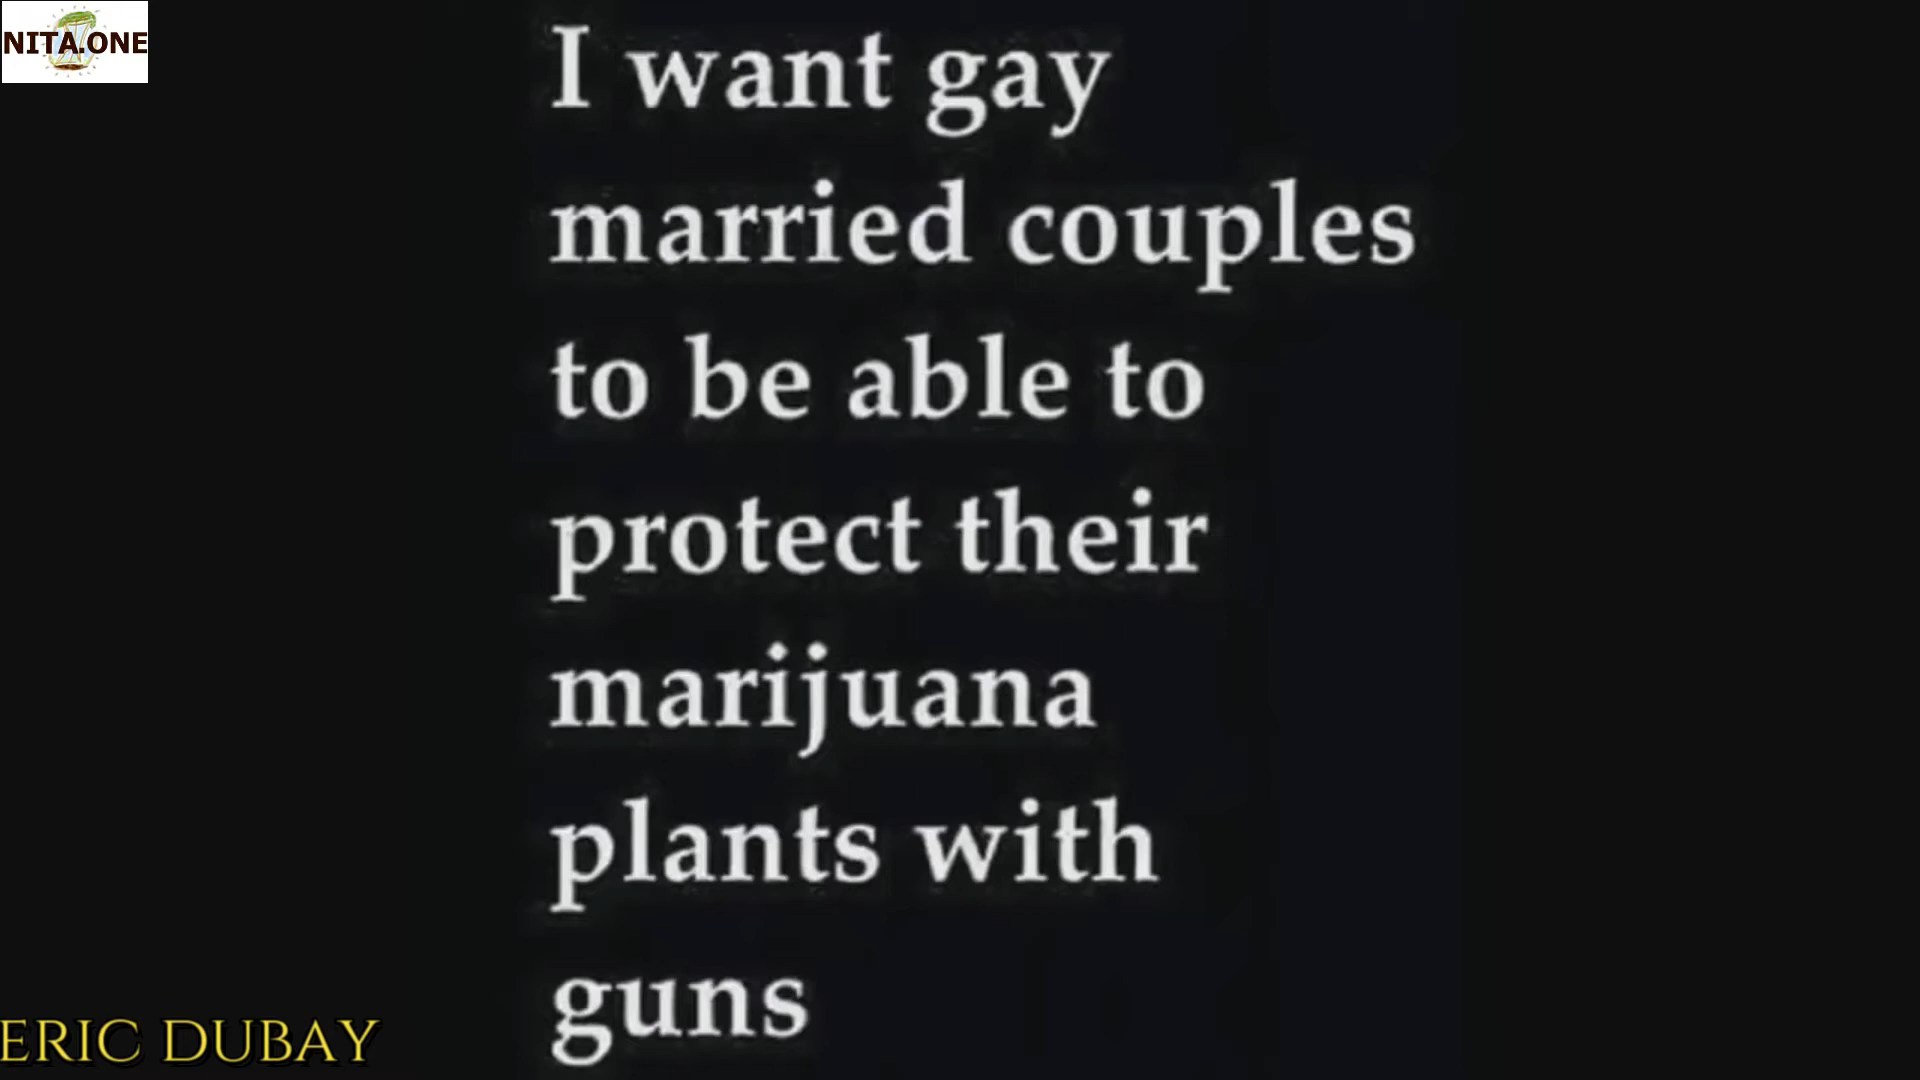 NITA.ONE
I want gay
married couples
to be able to
protect their
marijuana
plants with
guns
ERIC DUBAY